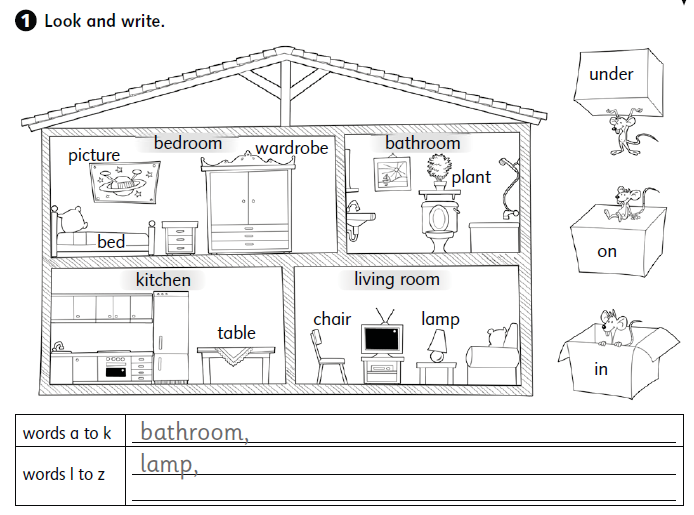 1 Look and write.
under
bedroom
bathroom
picture
wardrobe
plant
bed
on
kitchen
living room
chair
lamp
table
in
words a to k
bathroom,
words l to z
lamp,